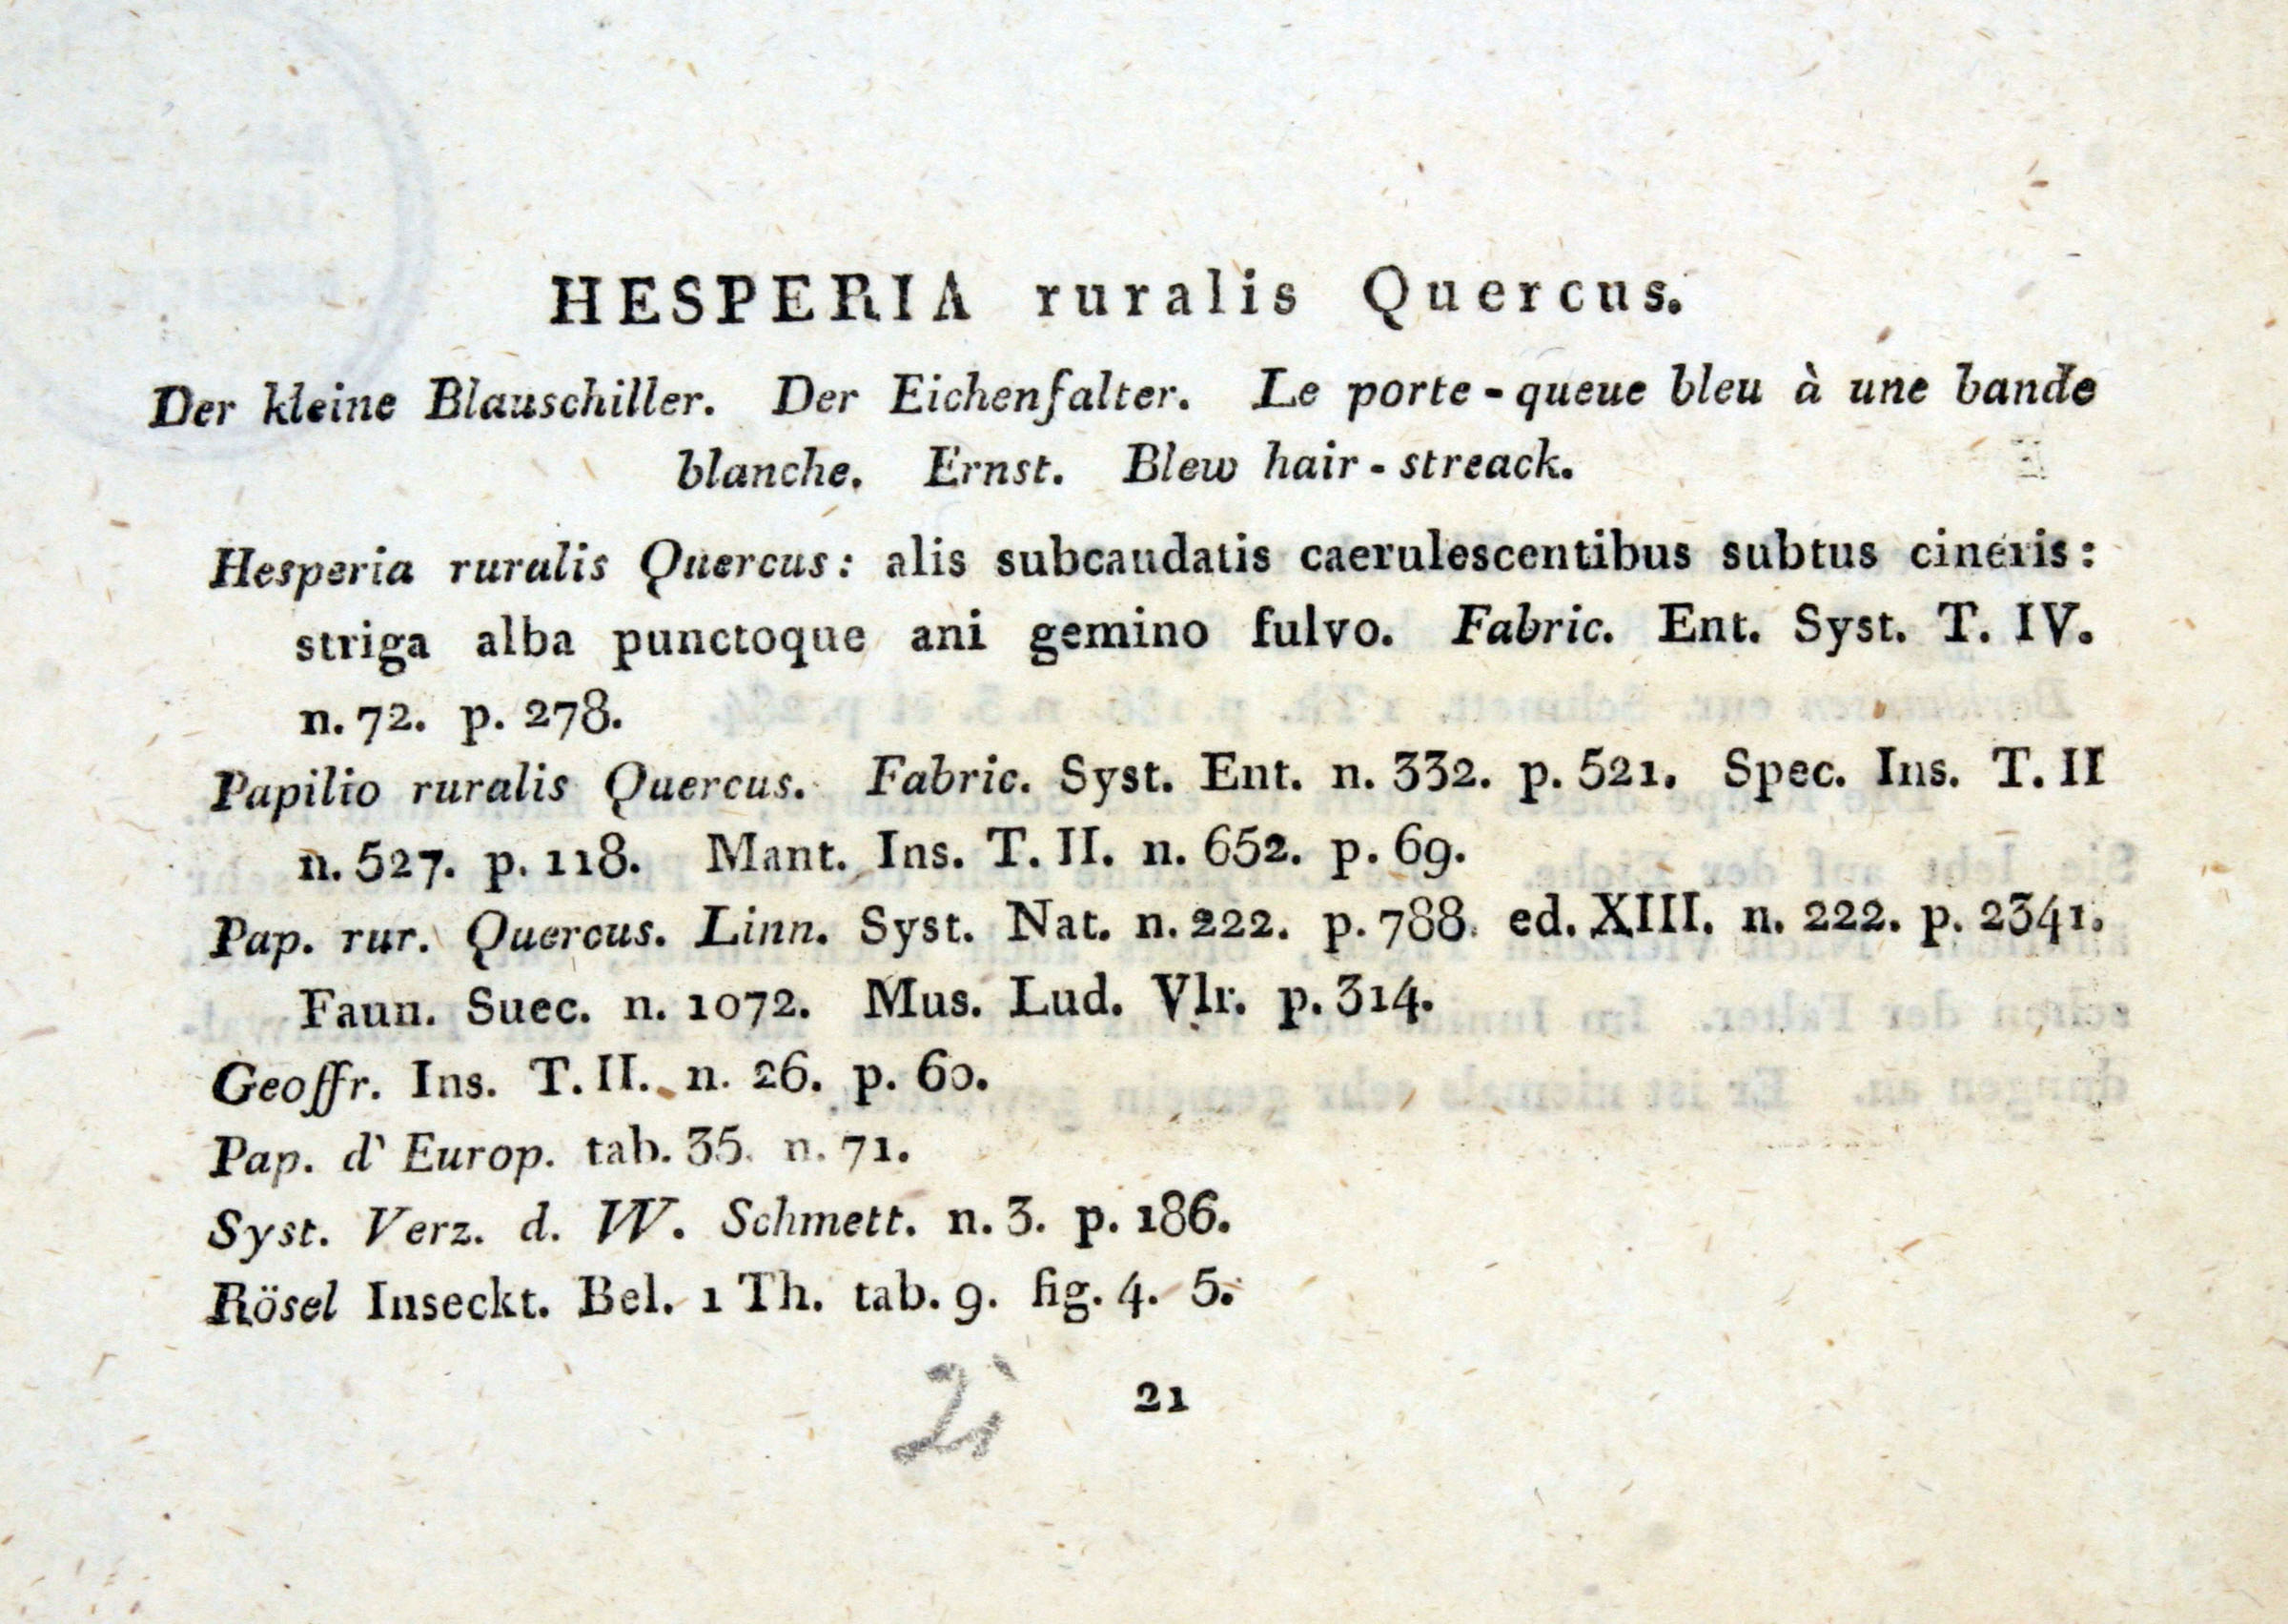 HESPERIA ruralis Quercus.
Der kleine Blauschiller. Der Eichenfalter. Le porte-queue bleu à une bande
blanche. Ernst. Blew hair-streack.
Hesperia ruralis Quercus: alis subcaudatis caerulescentibus subtus cineris:
striga alba punctoque ani gemino fulvo. Fabric. Ent. Syst. T. IV.
n. 72. p. 278.
Papilio ruralis Quercus. Fabric. Syst. Ent. n. 332. p. 521. Spec. Ins. T. II
n. 527. p. 118. Mant. Ins. T. II. n. 652. p. 69.
Pap. rur. Quercus. Linn. Syst. Nat. n. 222. p. 788. ed. XIII. n. 222. p. 2341.
Faun. Suec. n. 1072. Mus. Lud. Vlr. p. 314.
Geoffr. Ins. T. II. n. 26. p. 60.
Pap. d' Europ. tab. 35. n. 71.
Syst. Verz. d. W. Schmett. n. 3. p. 186.
Rösel Inseckt. Bel. 1 Th. tab. 9. fig. 4. 5.
21 21